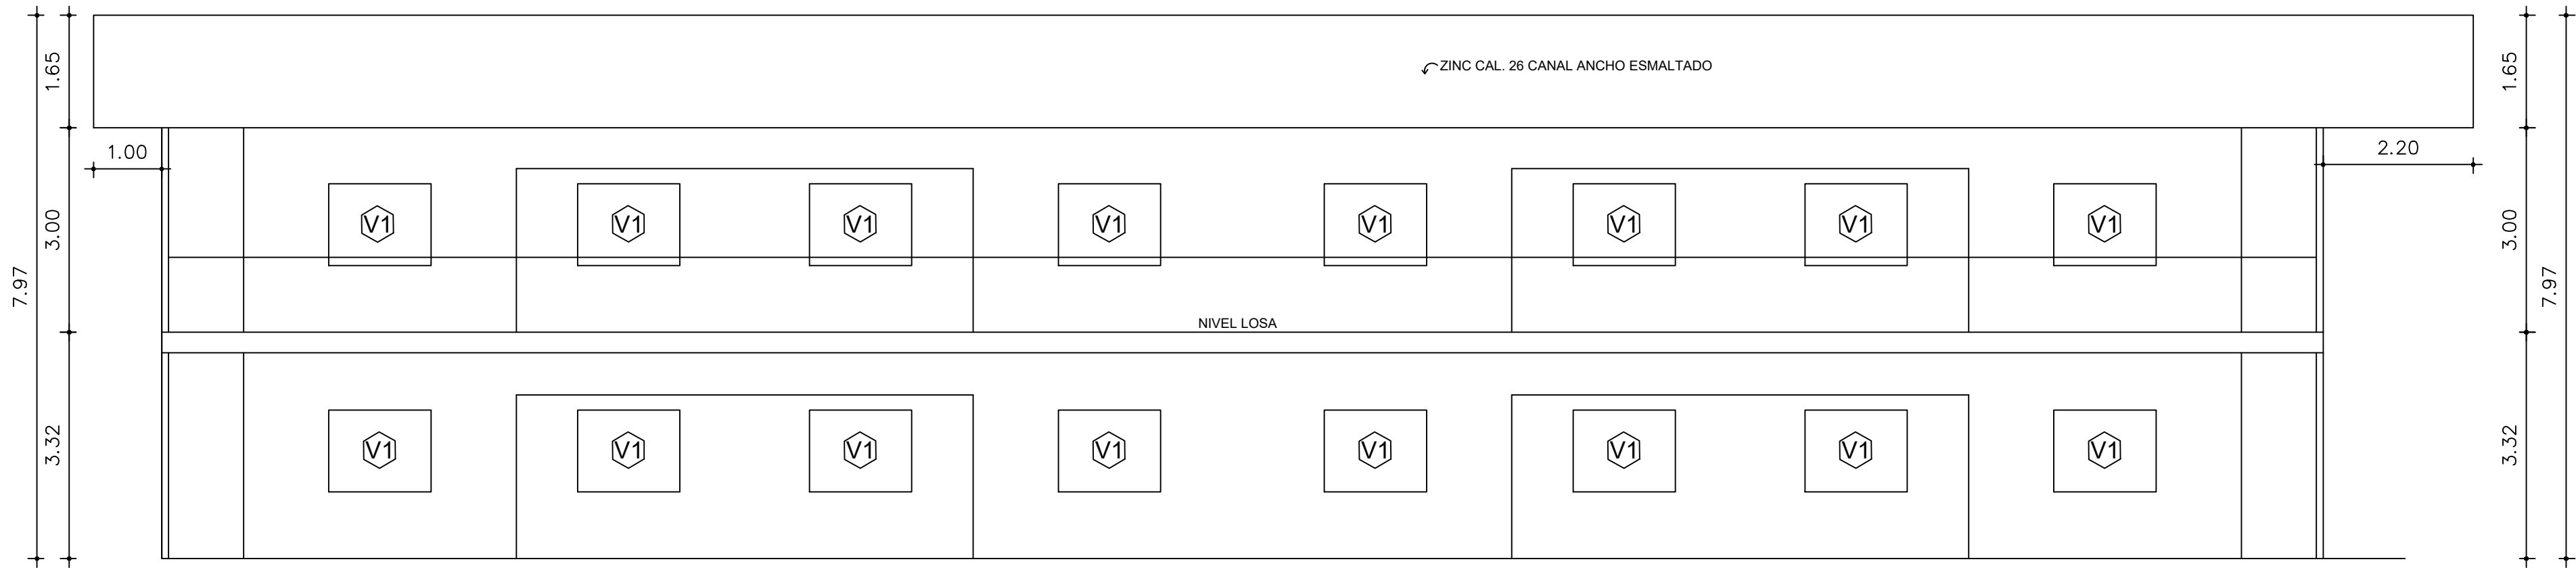 1.65
ZINC CAL. 26 CANAL ANCHO ESMALTADO
1.65
1.00
2.20
3.00
V1 V1 V1 V1 V1 V1 V1 V1
3.00
7.97
7.97
NIVEL LOSA
3.32
V1 V1 V1 V1 V1 V1 V1 V1
3.32